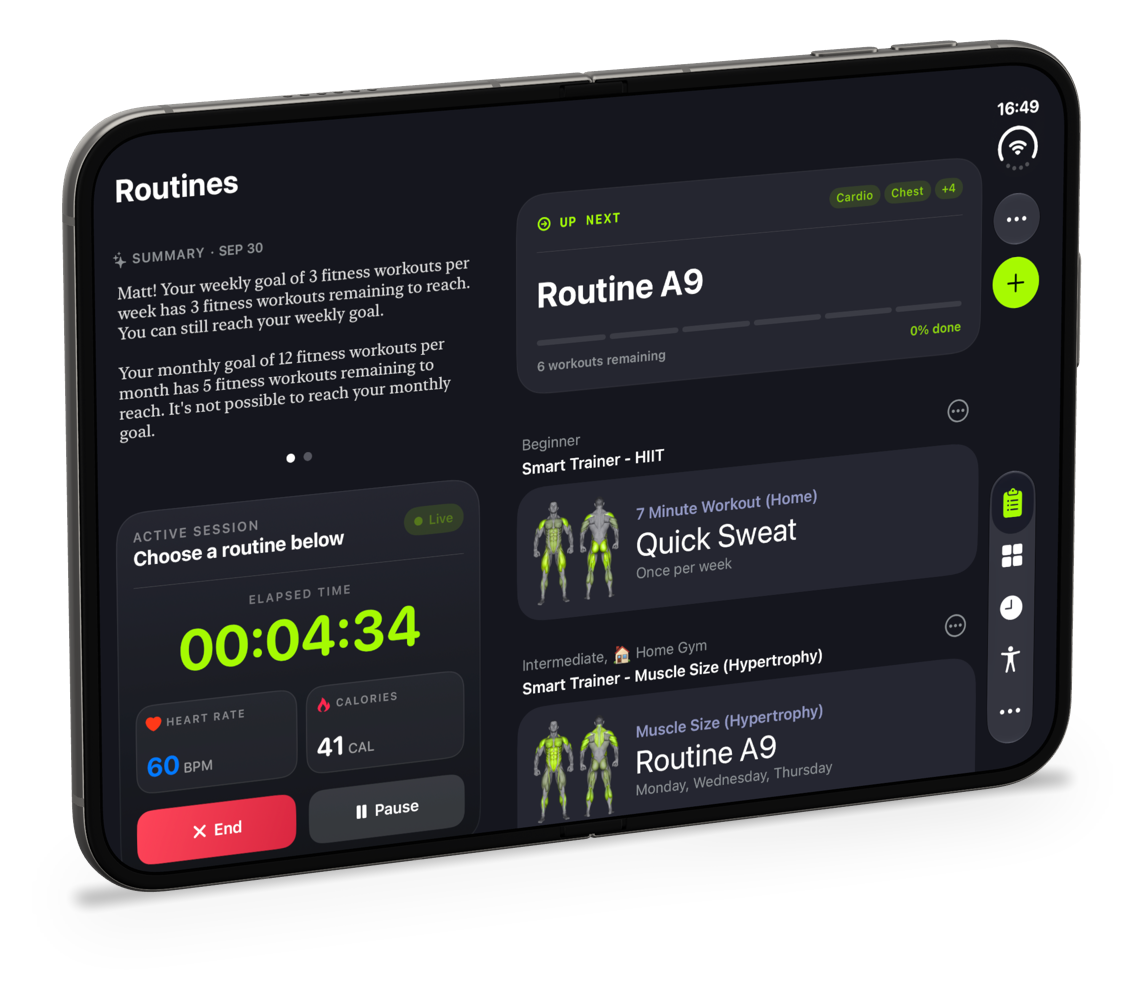 16:49
Routines
SUMMARY · SEP 30
Matt! Your weekly goal of 3 fitness workouts per
week has 3 fitness workouts remaining to reach.
You can still reach your weekly goal.
Your monthly goal of 12 fitness workouts per
month has 5 fitness workouts remaining to
reach. It's not possible to reach your monthly
goal.
ACTIVE SESSION
Choose a routine below
Live
ELAPSED TIME
00:04:34
HEART RATE
60 BPM
CALORIES
41 CAL
End
Pause
UP NEXT
Cardio
Chest
+4
Routine A9
0% done
6 workouts remaining
Beginner
Smart Trainer - HIIT
7 Minute Workout (Home)
Quick Sweat
Once per week
Intermediate, 🏠 Home Gym
Smart Trainer - Muscle Size (Hypertrophy)
Muscle Size (Hypertrophy)
Routine A9
Monday, Wednesday, Thursday